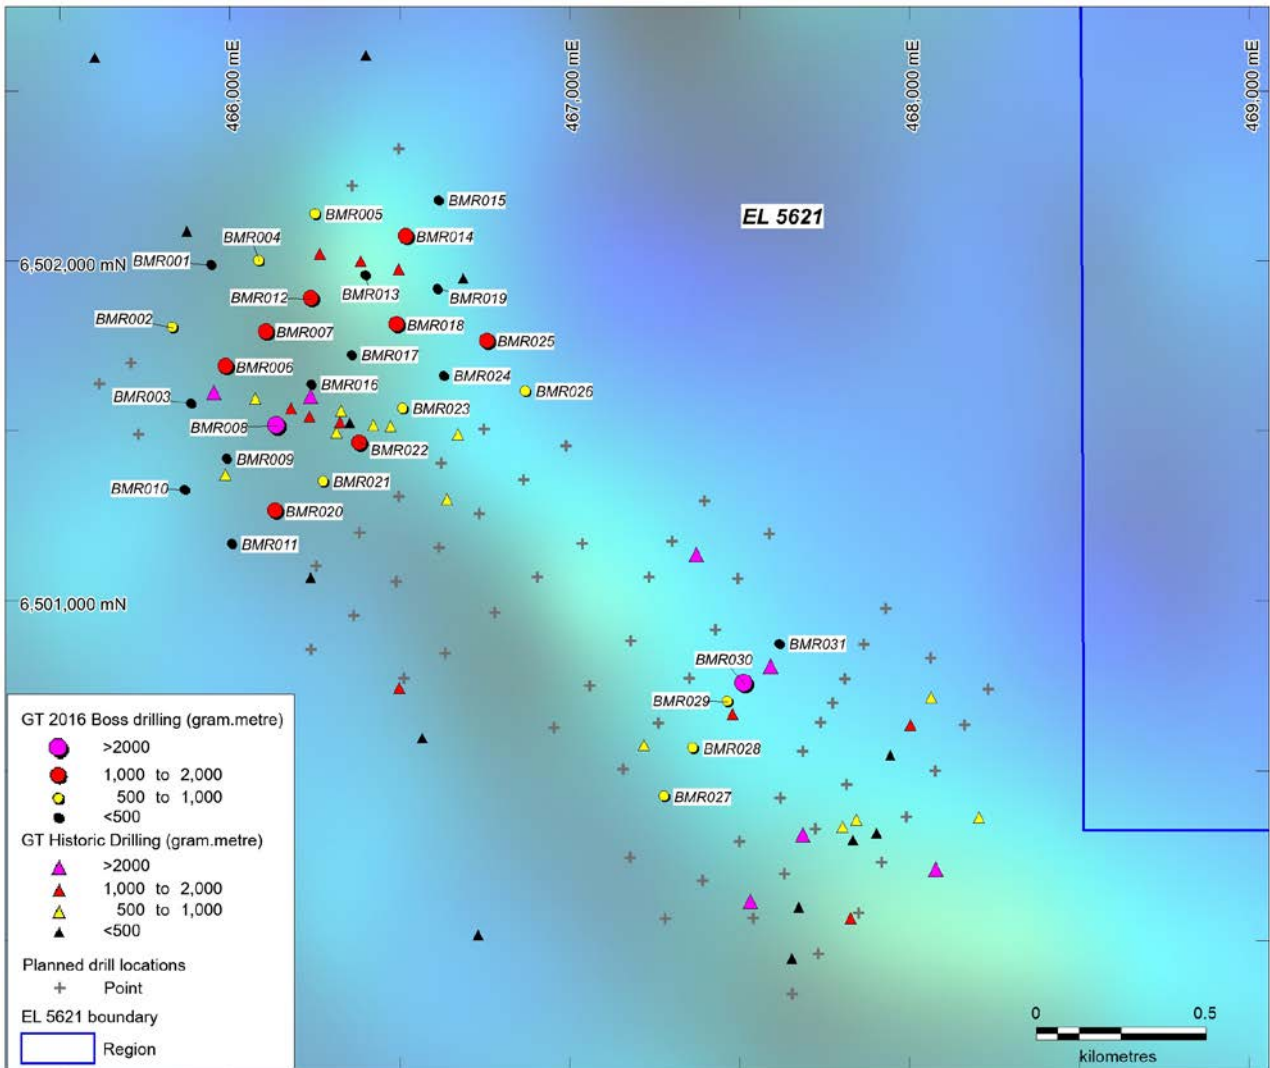 466,000 mE
467,000 mE
468,000 mE
469,000 mE
BMR015
EL 5621
BMR005
BMR004
BMR014
BMR001
6,502,000 mN
BMR013
BMR012
BMR019
BMR002
BMR007
BMR018
BMR025
BMR017
BMR006
BMR024
BMR016
BMR026
BMR003
BMR023
BMR008
BMR022
BMR009
BMR021
BMR010
BMR020
BMR011
6,501,000 mN
BMR031
BMR030
BMR029
BMR028
BMR027
GT 2016 Boss drilling (gram.metre)
>2000
1,000 to 2,000
500 to 1,000
<500
GT Historic Drilling (gram.metre)
>2000
1,000 to 2,000
500 to 1,000
<500
Planned drill locations
Point
EL 5621 boundary
Region
0 0.5
kilometres